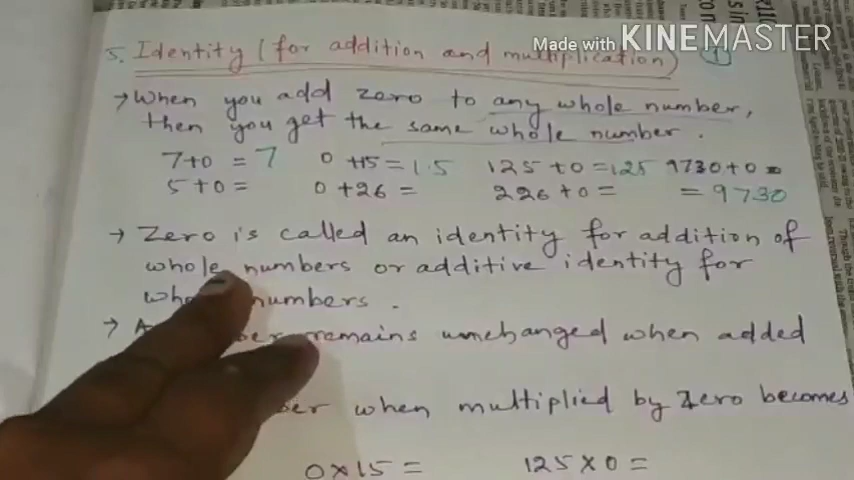 Made with KINEMASTER
5. Identity (for addition and multiplication) 1
→ When you add zero to any whole number,
then you get the same whole number.
7+0 = 7 0 +15 = 15 125 +0 = 125 9730 +0 =
5 +0 = 0 +26 = 226 +0 = = 9730
→ Zero is called an identity for addition of
whole numbers or additive identity for
numbers.
→ remains unchanged when added
when multiplied by zero becomes
0 × 15 = 125 × 0 =